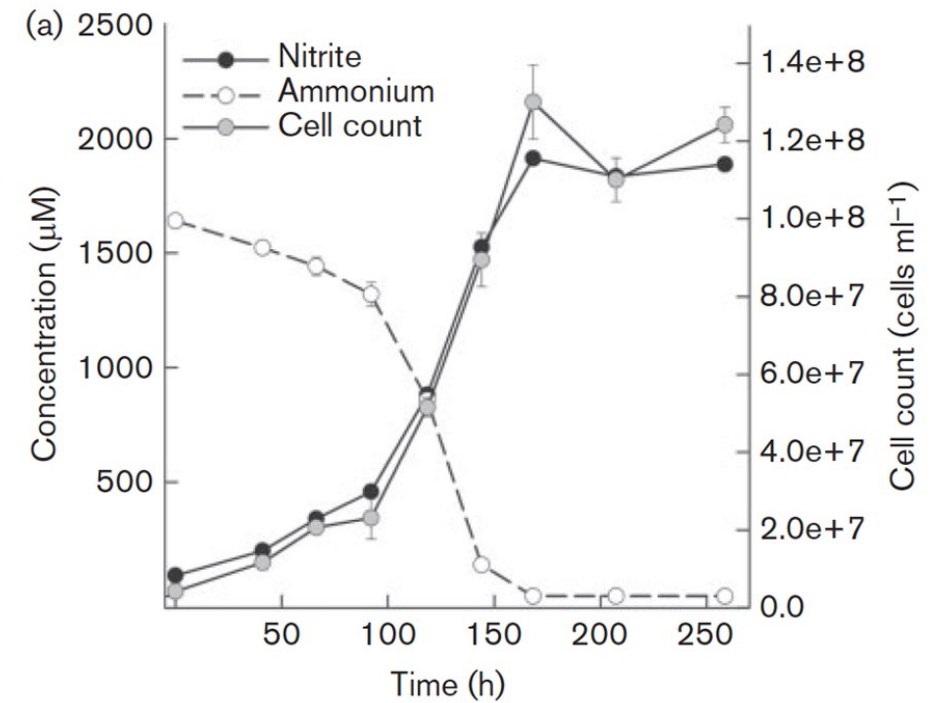 (a)
2500
2000
1500
1000
500
Concentration (µM)
Nitrite
Ammonium
Cell count
1.4e+8
1.2e+8
1.0e+8
8.0e+7
6.0e+7
4.0e+7
2.0e+7
0.0
Cell count (cells ml⁻¹)
50 100 150 200 250
Time (h)